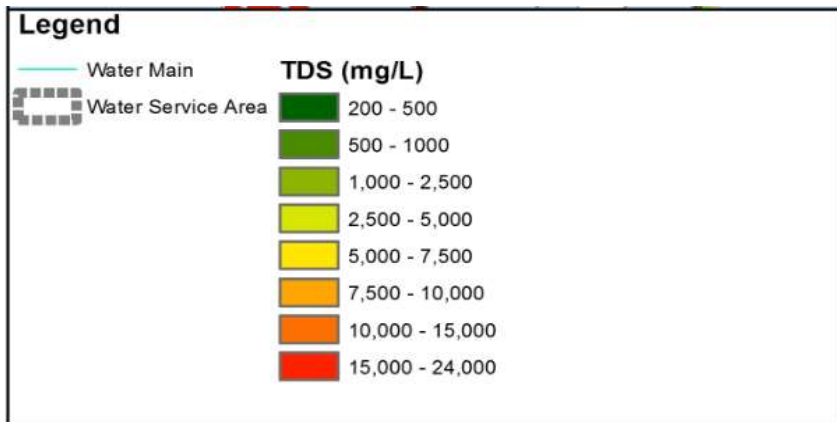 Legend
Water Main
Water Service Area
TDS (mg/L)
200 - 500
500 - 1000
1,000 - 2,500
2,500 - 5,000
5,000 - 7,500
7,500 - 10,000
10,000 - 15,000
15,000 - 24,000